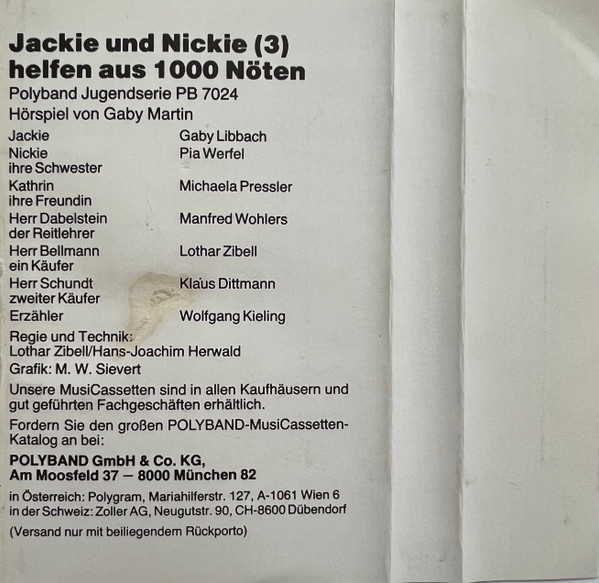 Jackie und Nickie (3)
helfen aus 1000 Nöten
Polyband Jugendserie PB 7024
Hörspiel von Gaby Martin
Jackie Gaby Libbach
Nickie Pia Werfel
ihre Schwester
Kathrin Michaela Pressler
ihre Freundin
Herr Dabelstein Manfred Wohlers
der Reitlehrer
Herr Bellmann Lothar Zibell
ein Käufer
Herr Schundt Klaus Dittmann
zweiter Käufer
Erzähler Wolfgang Kieling
Regie und Technik:
Lothar Zibell/Hans-Joachim Herwald
Grafik: M. W. Sievert
Unsere MusiCassetten sind in allen Kaufhäusern und
gut geführten Fachgeschäften erhältlich.
Fordern Sie den großen POLYBAND-MusiCassetten-
Katalog an bei:
POLYBAND GmbH & Co. KG,
Am Moosfeld 37 – 8000 München 82
in Österreich: Polygram, Mariahilferstr. 127, A-1061 Wien 6
in der Schweiz: Zoller AG, Neugutstr. 90, CH-8600 Dübendorf
(Versand nur mit beiliegendem Rückporto)